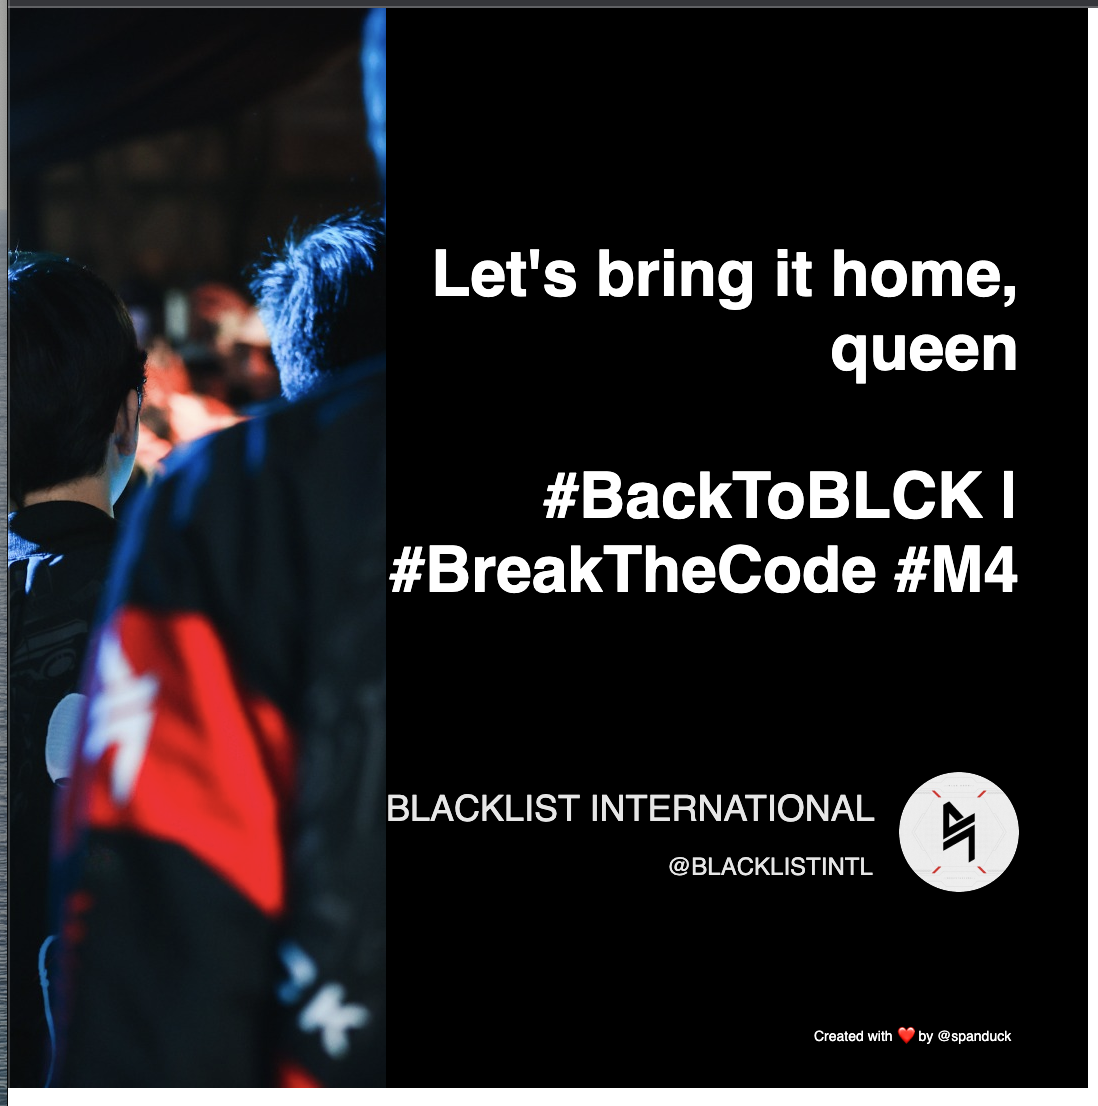 Let's bring it home,
queen
#BackToBLCK |
#BreakTheCode #M4
BLACKLIST INTERNATIONAL
@BLACKLISTINTL
Created with ❤️ by @spanduck